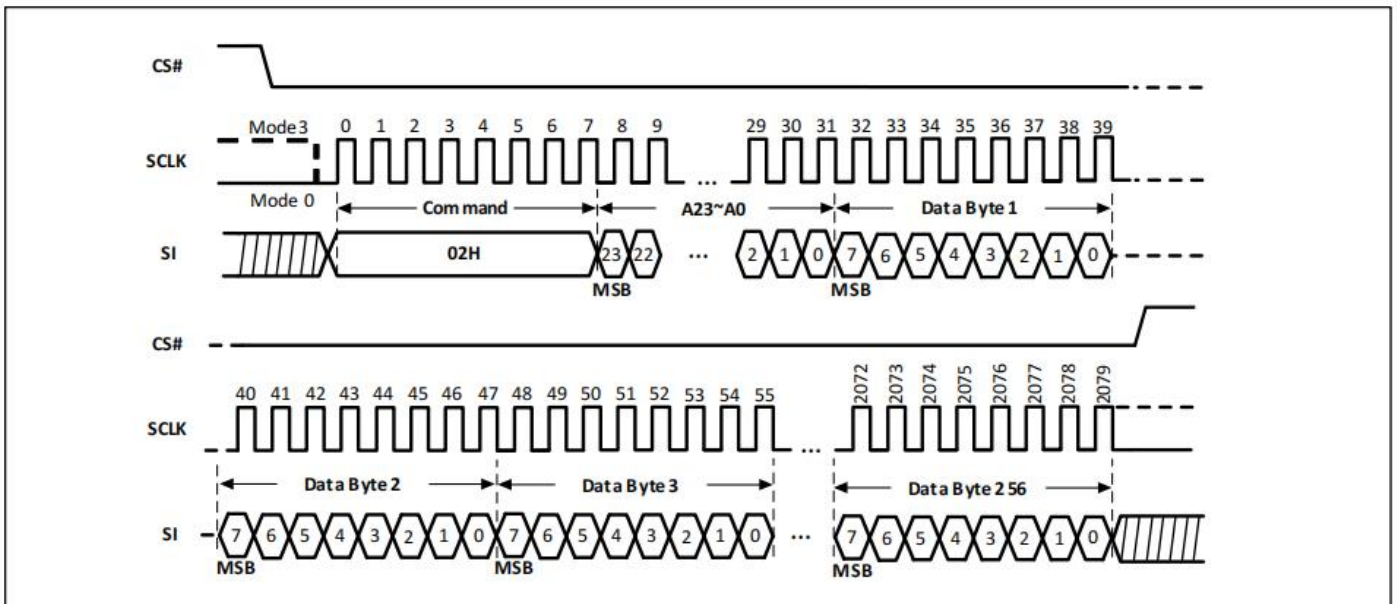 CS#
Mode 3 0 1 2 3 4 5 6 7 8 9 29 30 31 32 33 34 35 36 37 38 39
SCLK ...
Mode 0 Command A23~A0 Data Byte 1
SI 02H 23 22 ... 2 1 0 7 6 5 4 3 2 1 0
MSB MSB
CS#
40 41 42 43 44 45 46 47 48 49 50 51 52 53 54 55 2072 2073 2074 2075 2076 2077 2078 2079
SCLK ...
Data Byte 2 Data Byte 3 Data Byte 256
SI 7 6 5 4 3 2 1 0 7 6 5 4 3 2 1 0 ... 7 6 5 4 3 2 1 0
MSB MSB MSB